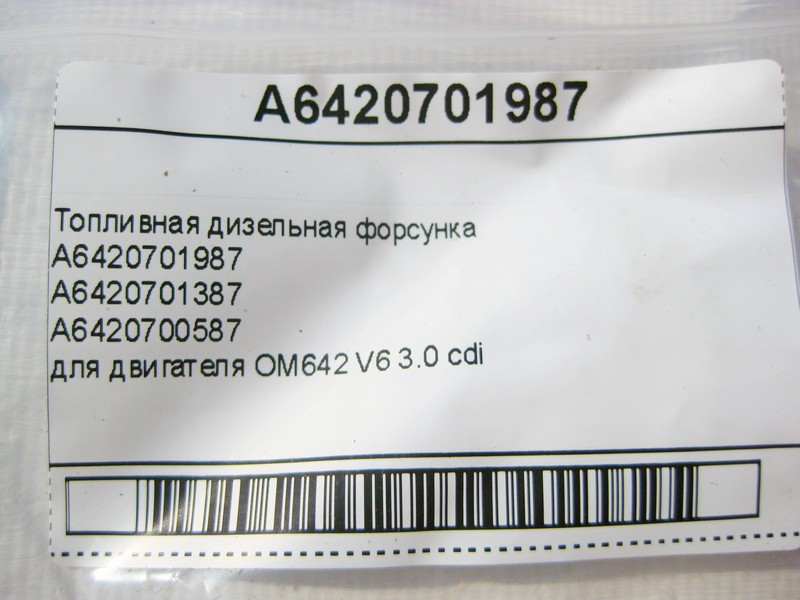 A6420701987
Топливная дизельная форсунка
A6420701987
A6420701387
A6420700587
для двигателя OM642 V6 3.0 cdi